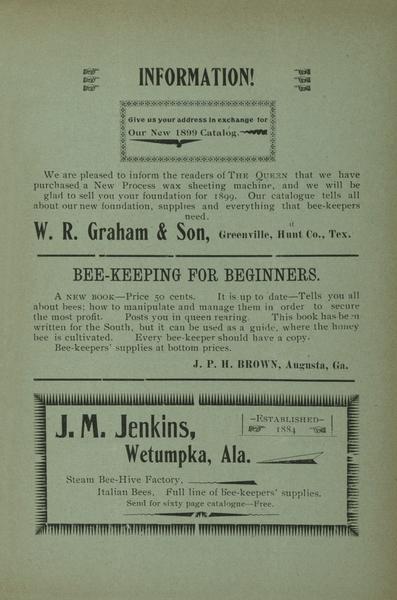 INFORMATION!
Give us your address in exchange for
Our New 1899 Catalog.
We are pleased to inform the readers of THE QUEEN that we have
purchased a New Process wax sheeting machine, and we will be
glad to sell you your foundation for 1899. Our catalogue tells all
about our new foundation, supplies and everything that bee-keepers
need.
W. R. Graham & Son, Greenville, Hunt Co., Tex.
BEE-KEEPING FOR BEGINNERS.
A NEW BOOK—Price 50 cents. It is up to date—Tells you all
about bees; how to manipulate and manage them in order to secure
the most profit. Posts you in queen rearing. This book has been
written for the South, but it can be used as a guide, where the honey
bee is cultivated. Every bee-keeper should have a copy.
Bee-keepers' supplies at bottom prices.
J. P. H. BROWN, Augusta, Ga.
J. M. Jenkins,
—ESTABLISHED—
1884
Wetumpka, Ala.
Steam Bee-Hive Factory,
Italian Bees, Full line of bee-keepers' supplies.
Send for sixty page catalogue—Free.